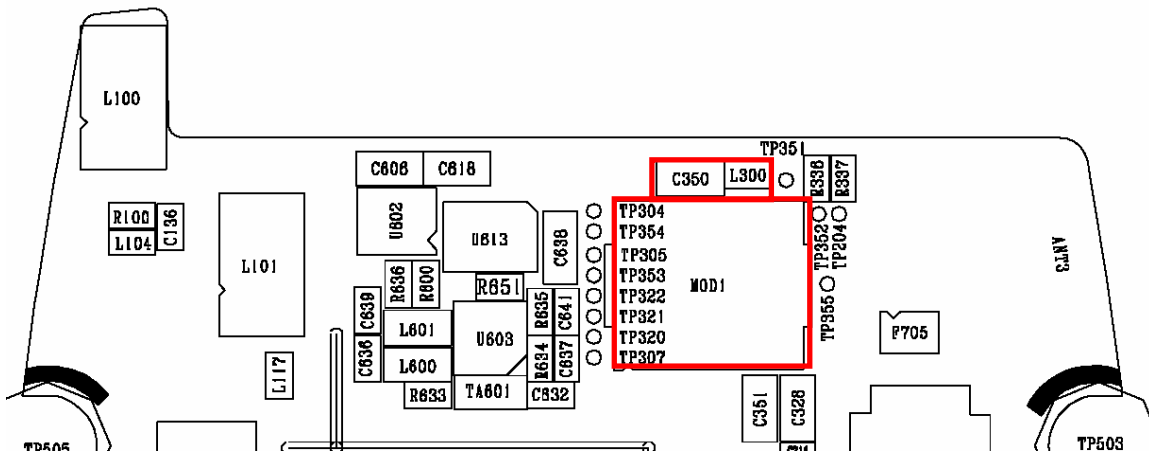 L100
TP351
C606
C618
C350
L300
R336
R337
R100
L104
C136
U602
U613
C638
TP304
TP354
TP305
TP353
TP322
TP321
TP320
TP307
MOD1
TP352
TP204
TP355
ANT3
L101
R636
R600
R651
C639
L601
U603
R635
C641
F705
C636
L600
R634
C637
L117
R633
TA601
C632
C351
C328
TP505
TP503